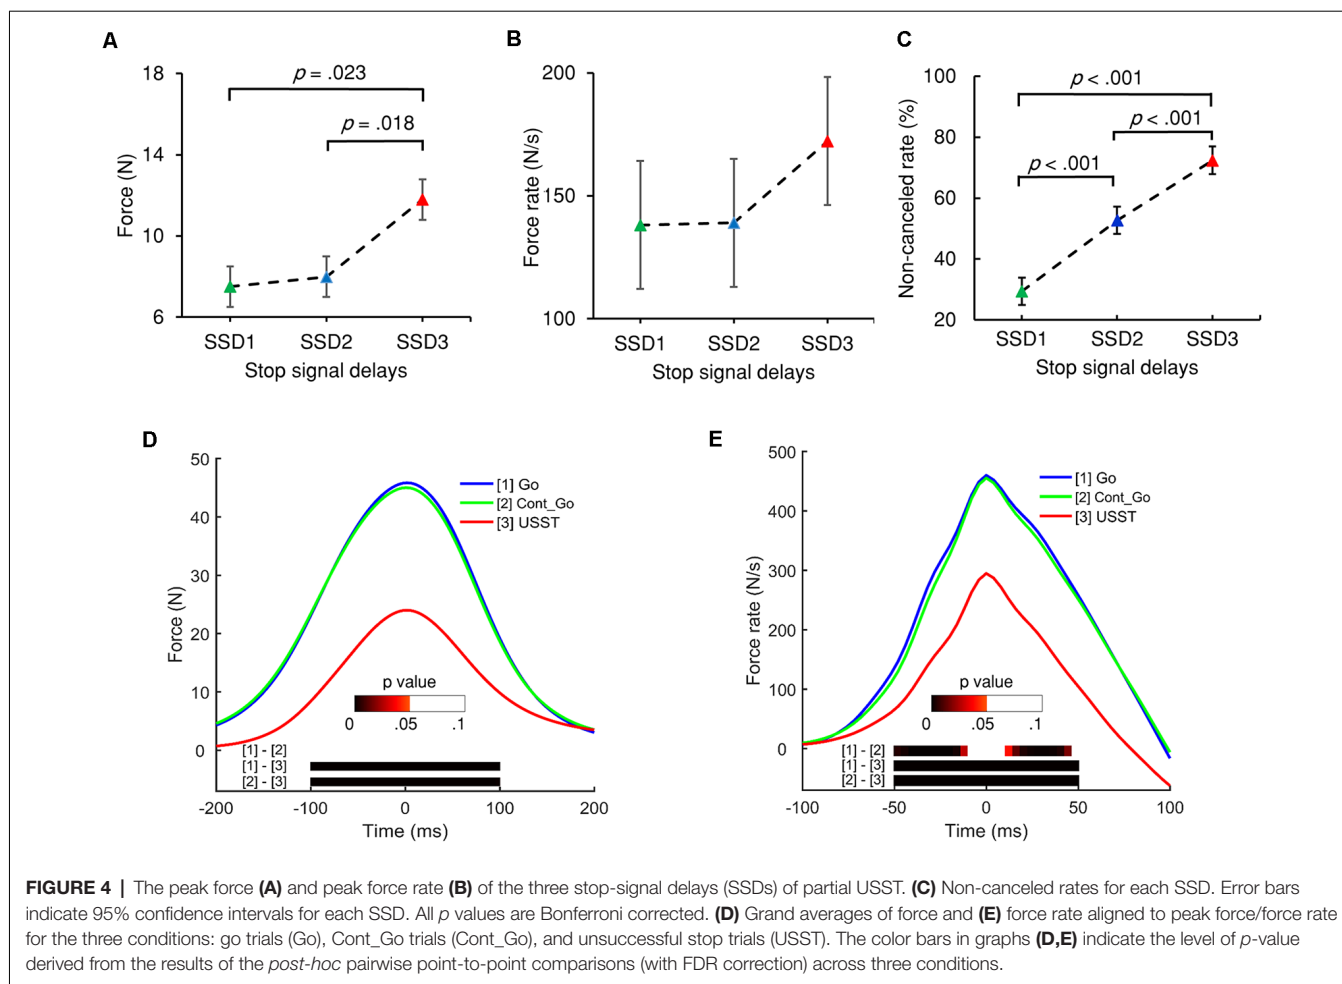 A
B
C
18
14
10
6
Force (N)
p = .023
p = .018
SSD1 SSD2 SSD3
Stop signal delays
200
150
100
Force rate (N/s)
SSD1 SSD2 SSD3
Stop signal delays
100
80
60
40
20
Non-canceled rate (%)
p < .001
p < .001
p < .001
SSD1 SSD2 SSD3
Stop signal delays
D
50
40
30
20
10
0
Force (N)
[1] Go
[2] Cont_Go
[3] USST
p value
0 .05 .1
[1] - [2]
[1] - [3]
[2] - [3]
-200 -100 0 100 200
Time (ms)
E
500
400
300
200
100
0
Force rate (N/s)
[1] Go
[2] Cont_Go
[3] USST
p value
0 .05 .1
[1] - [2]
[1] - [3]
[2] - [3]
-100 -50 0 50 100
Time (ms)
FIGURE 4 | The peak force (A) and peak force rate (B) of the three stop-signal delays (SSDs) of partial USST. (C) Non-canceled rates for each SSD. Error bars
indicate 95% confidence intervals for each SSD. All p values are Bonferroni corrected. (D) Grand averages of force and (E) force rate aligned to peak force/force rate
for the three conditions: go trials (Go), Cont_Go trials (Cont_Go), and unsuccessful stop trials (USST). The color bars in graphs (D,E) indicate the level of p-value
derived from the results of the post-hoc pairwise point-to-point comparisons (with FDR correction) across three conditions.